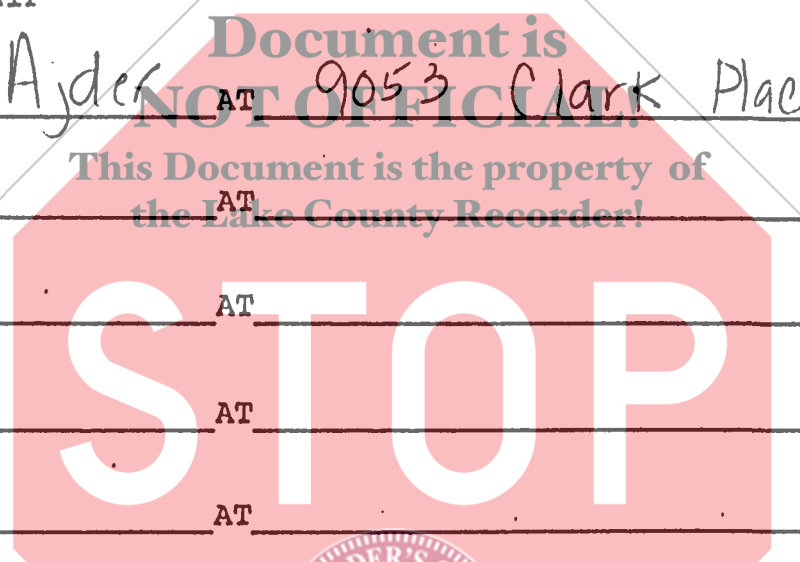 Document is
Ajder AT 9053 Clark Plac
NOT OFFICIAL!
This Document is the property of
AT
the Lake County Recorder!
AT
STOP
AT
AT
DER'S